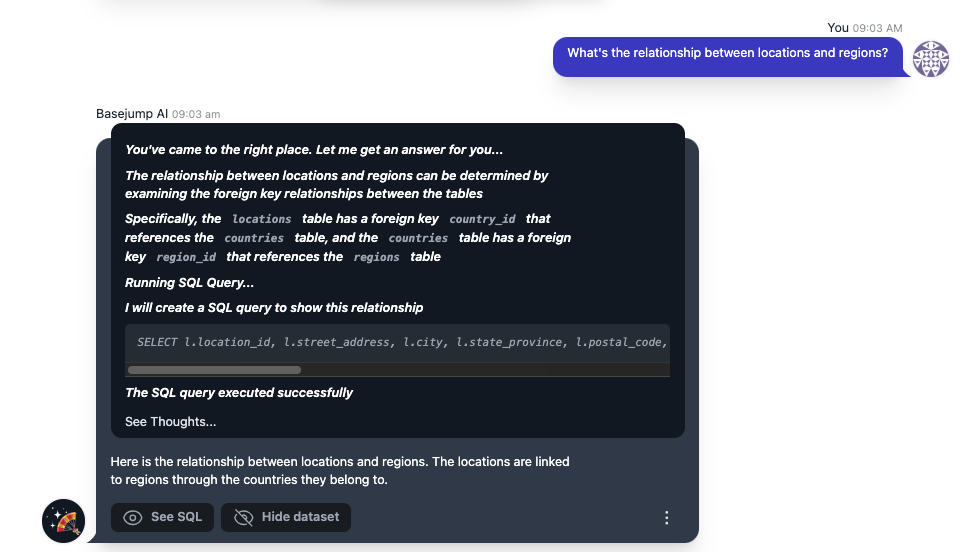 You 09:03 AM
What's the relationship between locations and regions?
Basejump AI 09:03 am
You've came to the right place. Let me get an answer for you...
The relationship between locations and regions can be determined by
examining the foreign key relationships between the tables
Specifically, the locations table has a foreign key country_id that
references the countries table, and the countries table has a foreign
key region_id that references the regions table
Running SQL Query...
I will create a SQL query to show this relationship
SELECT l.location_id, l.street_address, l.city, l.state_province, l.postal_code,
The SQL query executed successfully
See Thoughts...
Here is the relationship between locations and regions. The locations are linked
to regions through the countries they belong to.
See SQL
Hide dataset